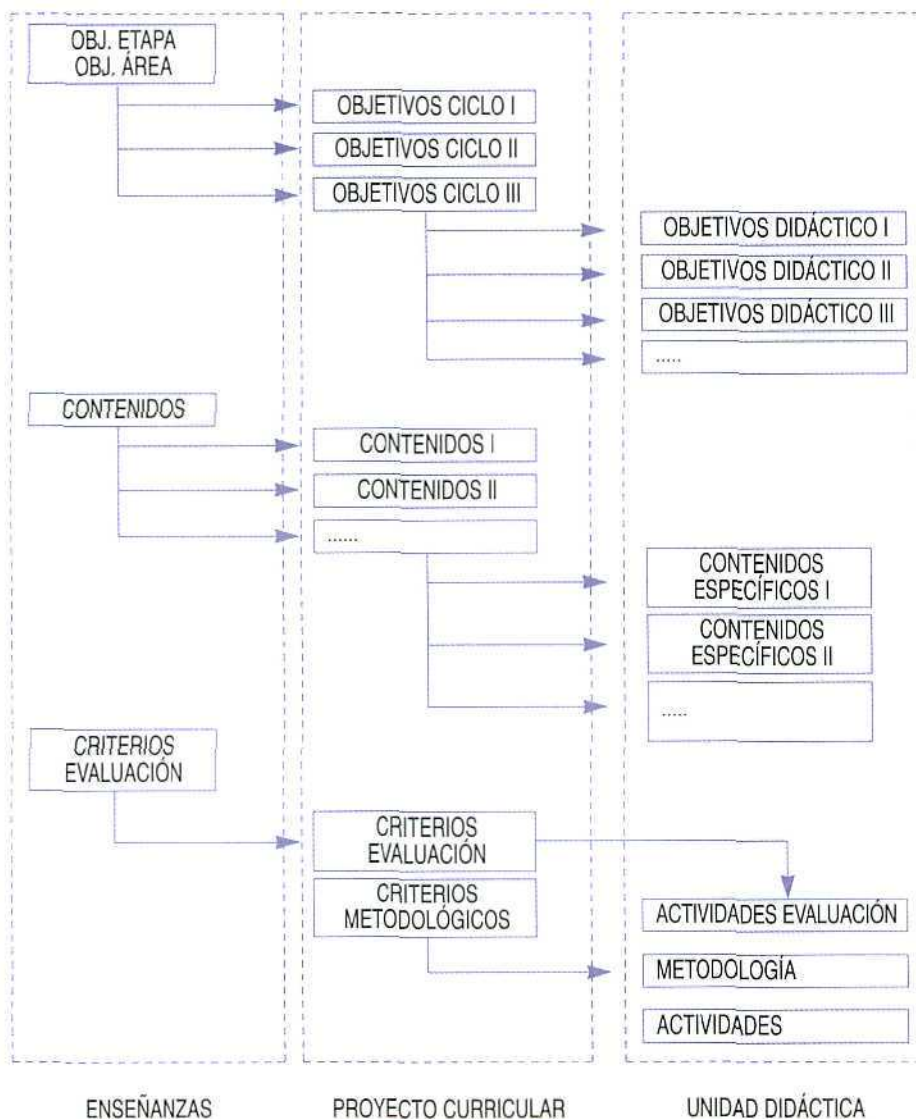 OBJ. ETAPA
OBJ. ÁREA
OBJETIVOS CICLO I
OBJETIVOS CICLO II
OBJETIVOS CICLO III
OBJETIVOS DIDÁCTICO I
OBJETIVOS DIDÁCTICO II
OBJETIVOS DIDÁCTICO III
.....
CONTENIDOS
CONTENIDOS I
CONTENIDOS II
......
CONTENIDOS
ESPECÍFICOS I
CONTENIDOS
ESPECÍFICOS II
.....
CRITERIOS
EVALUACIÓN
CRITERIOS
EVALUACIÓN
CRITERIOS
METODOLÓGICOS
ACTIVIDADES EVALUACIÓN
METODOLOGÍA
ACTIVIDADES
ENSEÑANZAS
PROYECTO CURRICULAR
UNIDAD DIDÁCTICA